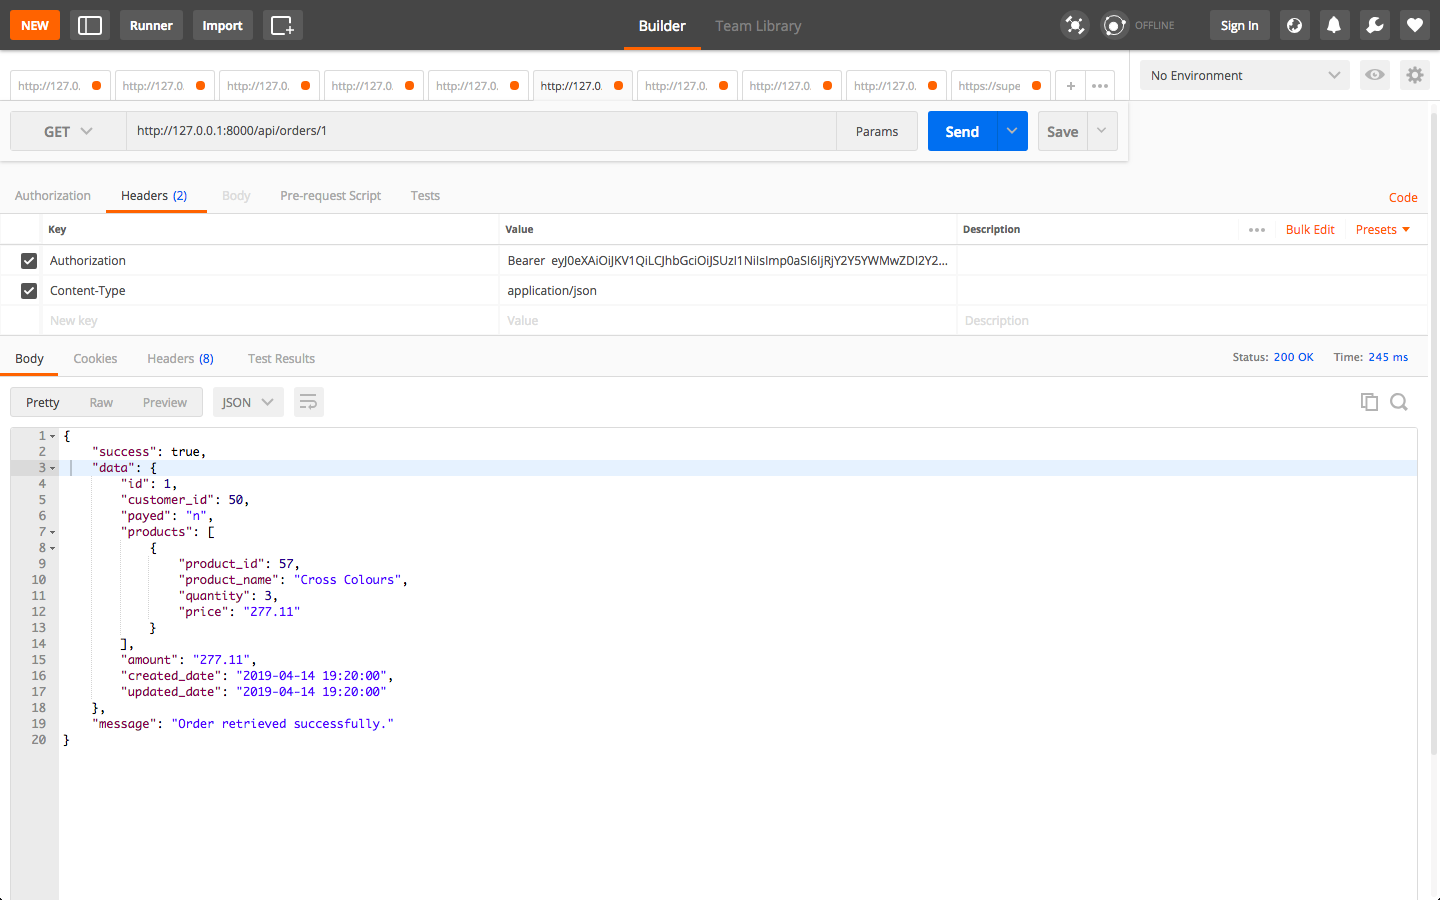 NEW Runner Import Builder Team Library OFFLINE Sign In
http://127.0. http://127.0. http://127.0. http://127.0. http://127.0. http://127.0. http://127.0. http://127.0. http://127.0. https://supe + ••• No Environment
GET http://127.0.0.1:8000/api/orders/1 Params Send Save
Authorization Headers (2) Body Pre-request Script Tests Code
Key Value Description ••• Bulk Edit Presets
Authorization Bearer eyJ0eXAiOiJKV1QiLCJhbGciOiJSUzI1NiIsImp0aSI6IjRjY2Y5YWMwZDI2Y2...
Content-Type application/json
New key Value Description
Body Cookies Headers (8) Test Results Status: 200 OK Time: 245 ms
Pretty Raw Preview JSON
1 {
2 "success": true,
3 "data": {
4 "id": 1,
5 "customer_id": 50,
6 "payed": "n",
7 "products": [
8 {
9 "product_id": 57,
10 "product_name": "Cross Colours",
11 "quantity": 3,
12 "price": "277.11"
13 }
14 ],
15 "amount": "277.11",
16 "created_date": "2019-04-14 19:20:00",
17 "updated_date": "2019-04-14 19:20:00"
18 },
19 "message": "Order retrieved successfully."
20 }